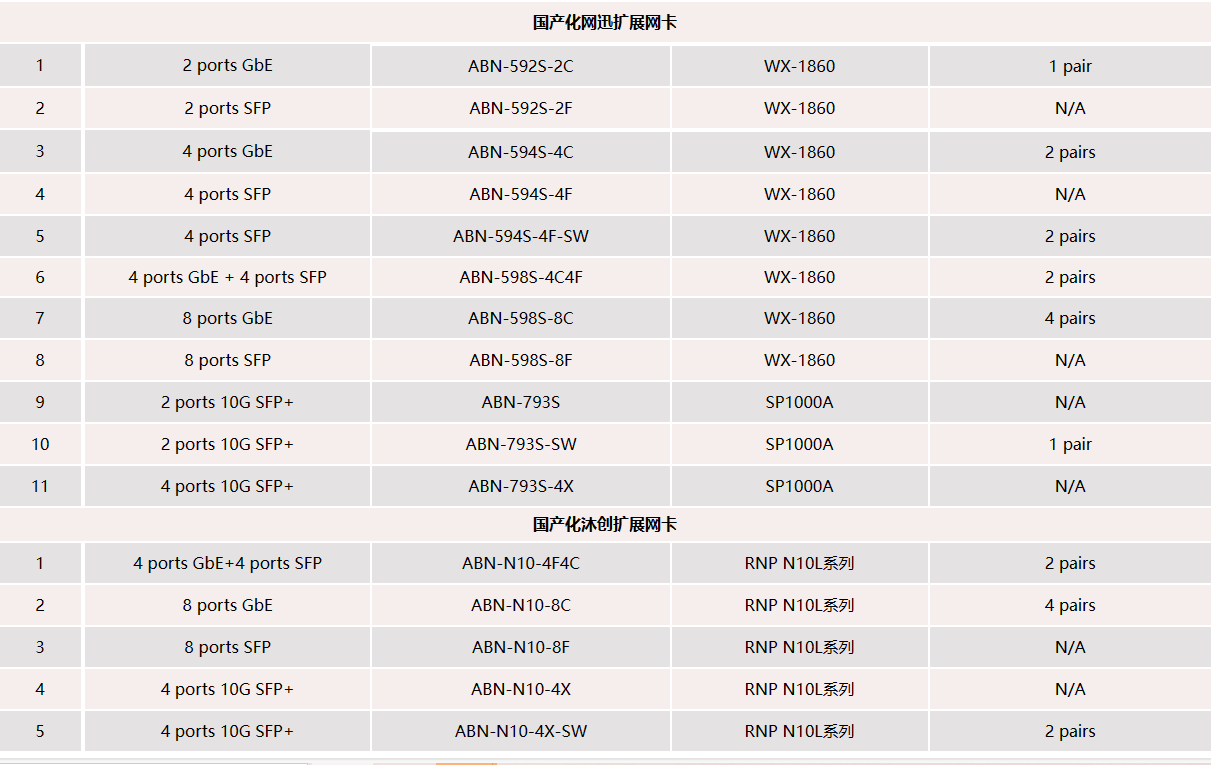 国产化网迅扩展网卡
1 2 ports GbE ABN-592S-2C WX-1860 1 pair
2 2 ports SFP ABN-592S-2F WX-1860 N/A
3 4 ports GbE ABN-594S-4C WX-1860 2 pairs
4 4 ports SFP ABN-594S-4F WX-1860 N/A
5 4 ports SFP ABN-594S-4F-SW WX-1860 2 pairs
6 4 ports GbE + 4 ports SFP ABN-598S-4C4F WX-1860 2 pairs
7 8 ports GbE ABN-598S-8C WX-1860 4 pairs
8 8 ports SFP ABN-598S-8F WX-1860 N/A
9 2 ports 10G SFP+ ABN-793S SP1000A N/A
10 2 ports 10G SFP+ ABN-793S-SW SP1000A 1 pair
11 4 ports 10G SFP+ ABN-793S-4X SP1000A N/A
国产化沐创扩展网卡
1 4 ports GbE+4 ports SFP ABN-N10-4F4C RNP N10L系列 2 pairs
2 8 ports GbE ABN-N10-8C RNP N10L系列 4 pairs
3 8 ports SFP ABN-N10-8F RNP N10L系列 N/A
4 4 ports 10G SFP+ ABN-N10-4X RNP N10L系列 N/A
5 4 ports 10G SFP+ ABN-N10-4X-SW RNP N10L系列 2 pairs